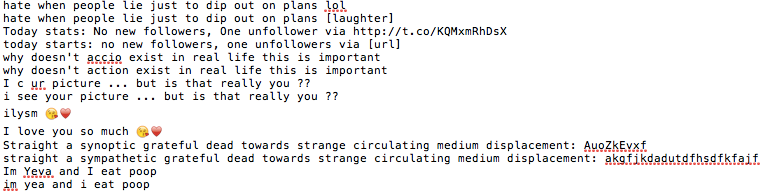 hate when people lie just to dip out on plans lol
hate when people lie just to dip out on plans [laughter]
Today stats: No new followers, One unfollower via http://t.co/KQMxmRhDsX
today starts: no new followers, one unfollowers via [url]
why doesn't accio exist in real life this is important
why doesn't action exist in real life this is important
I c ur picture ... but is that really you ??
i see your picture ... but is that really you ??
ilysm 😘❤️
I love you so much 😘❤️
Straight a synoptic grateful dead towards strange circulating medium displacement: AuoZkEvxf
straight a sympathetic grateful dead towards strange circulating medium displacement: akgfjkdadutdfhsdfkfajf
Im Yeva and I eat poop
im yea and i eat poop